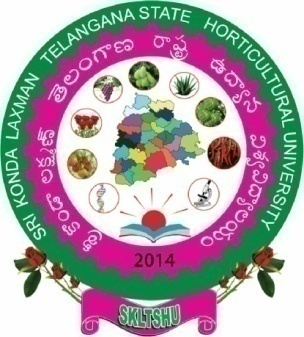 SRI KONDA LAXMAN TELANGANA STATE HORTICULTURAL UNIVERSITY
శ్రీ కొండా లక్ష్మణ్ తెలంగాణ రాష్ట్ర ఉద్యాన విశ్వవిద్యాలయం
2014
SKLTSHU